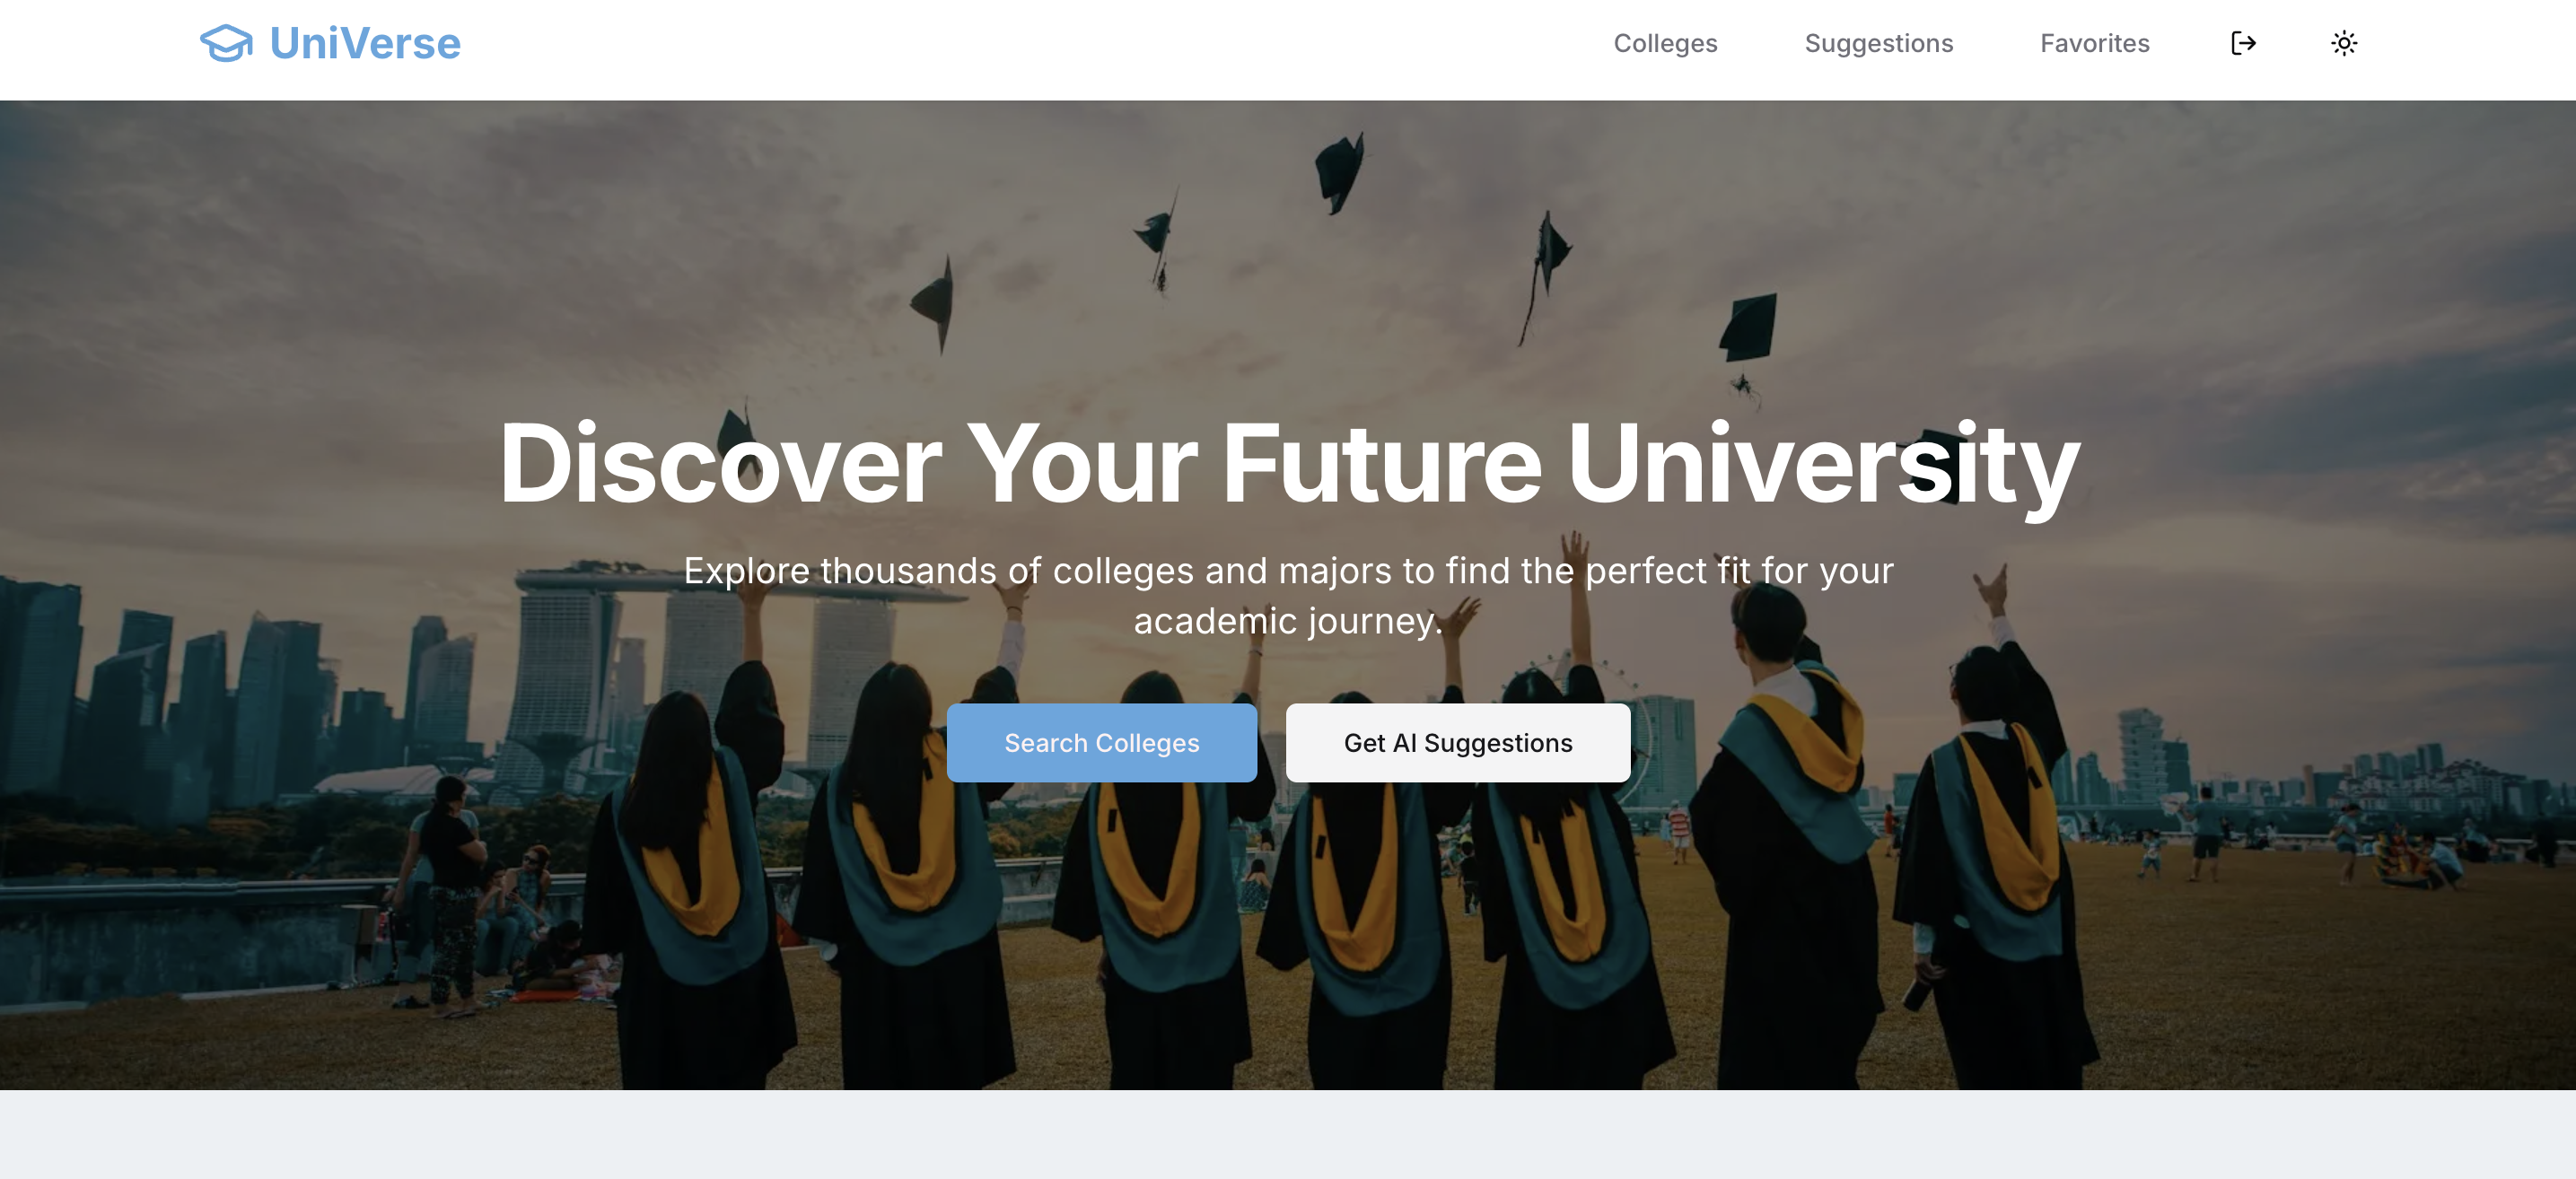 UniVerse
Colleges
Suggestions
Favorites
Discover Your Future University
Explore thousands of colleges and majors to find the perfect fit for your
academic journey.
Search Colleges
Get AI Suggestions